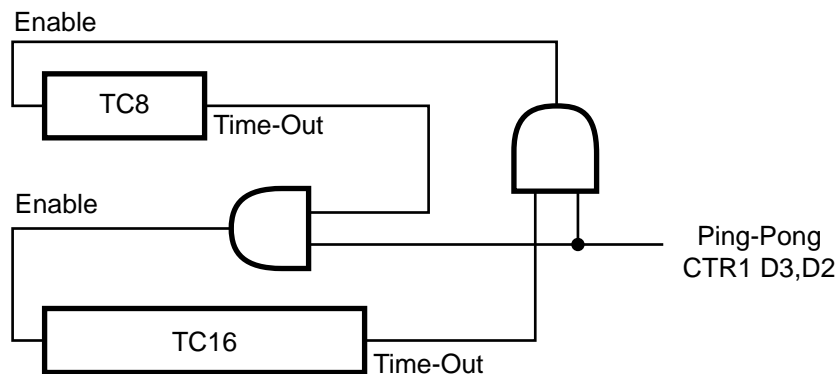 Enable
TC8
Time-Out
Enable
Ping-Pong
CTR1 D3,D2
TC16
Time-Out